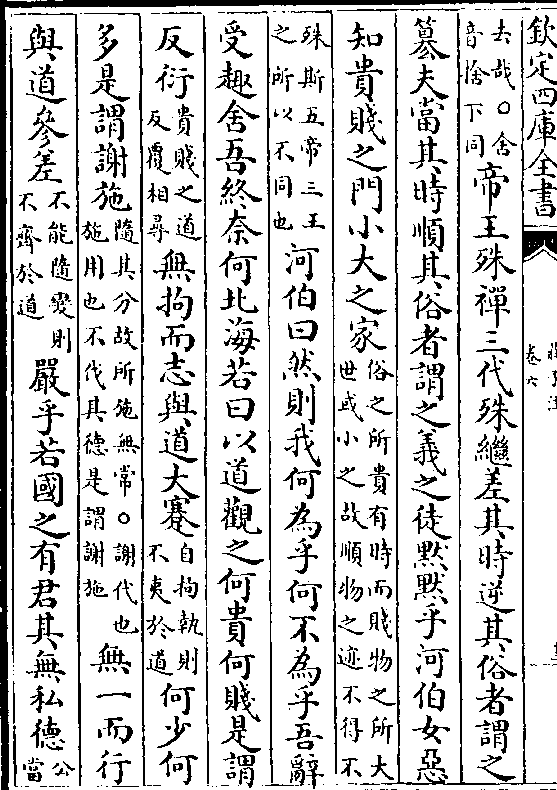 欽定四庫全書
卷六
去哉○舍
音捨下同
帝王殊禪三代殊繼差其時逆其俗者謂之
篡夫當其時順其俗者謂之義之徒黙黙乎河伯女惡
知貴賤之門小大之家
俗之所貴有時而賤物之所大
世或小之故順物之迹不得不
殊斯五帝三王
之所以不同也
河伯曰然則我何為乎何不為乎吾辭
受趣舍吾終奈何北海若曰以道觀之何貴何賤是謂
反衍
貴賤之道
反覆相尋
無拘而志與道大蹇
自拘執則
不夷於道
何少何
多是謂謝施
隨其分故所施無常○謝代也
施用也不代其德是謂謝施
無一而行
與道參差
不能隨變則
不齊於道
嚴乎若國之有君其無私德
公
當